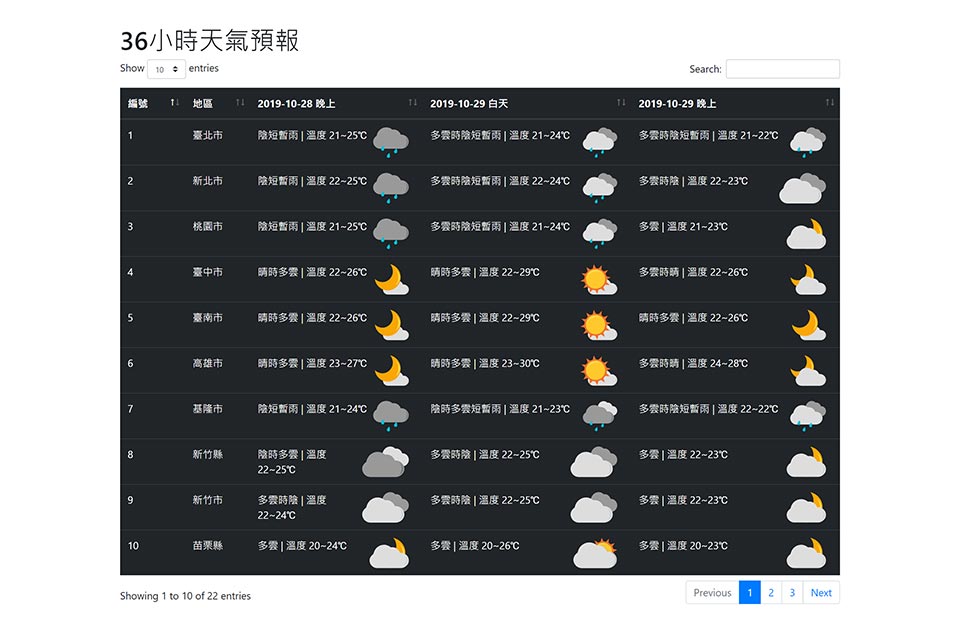 36小時天氣預報
Show 10 entries
Search:
編號 地區 2019-10-28 晚上 2019-10-29 白天 2019-10-29 晚上
1 臺北市 陰短暫雨 | 溫度 21~25℃ 多雲時陰短暫雨 | 溫度 21~24℃ 多雲時陰短暫雨 | 溫度 21~22℃
2 新北市 陰短暫雨 | 溫度 22~25℃ 多雲時陰短暫雨 | 溫度 22~24℃ 多雲時陰 | 溫度 22~23℃
3 桃園市 陰短暫雨 | 溫度 21~25℃ 多雲時陰短暫雨 | 溫度 21~24℃ 多雲 | 溫度 21~23℃
4 臺中市 晴時多雲 | 溫度 22~26℃ 晴時多雲 | 溫度 22~29℃ 多雲時晴 | 溫度 22~26℃
5 臺南市 晴時多雲 | 溫度 22~26℃ 晴時多雲 | 溫度 22~29℃ 晴時多雲 | 溫度 22~26℃
6 高雄市 晴時多雲 | 溫度 23~27℃ 晴時多雲 | 溫度 23~30℃ 多雲時晴 | 溫度 24~28℃
7 基隆市 陰短暫雨 | 溫度 21~24℃ 陰時多雲短暫雨 | 溫度 21~23℃ 多雲時陰短暫雨 | 溫度 22~22℃
8 新竹縣 陰時多雲 | 溫度 多雲時陰 | 溫度 22~25℃ 多雲 | 溫度 22~23℃
22~25℃
9 新竹市 多雲時陰 | 溫度 多雲時陰 | 溫度 22~25℃ 多雲 | 溫度 22~23℃
22~24℃
10 苗栗縣 多雲 | 溫度 20~24℃ 多雲 | 溫度 20~26℃ 多雲 | 溫度 20~23℃
Showing 1 to 10 of 22 entries
Previous 1 2 3 Next